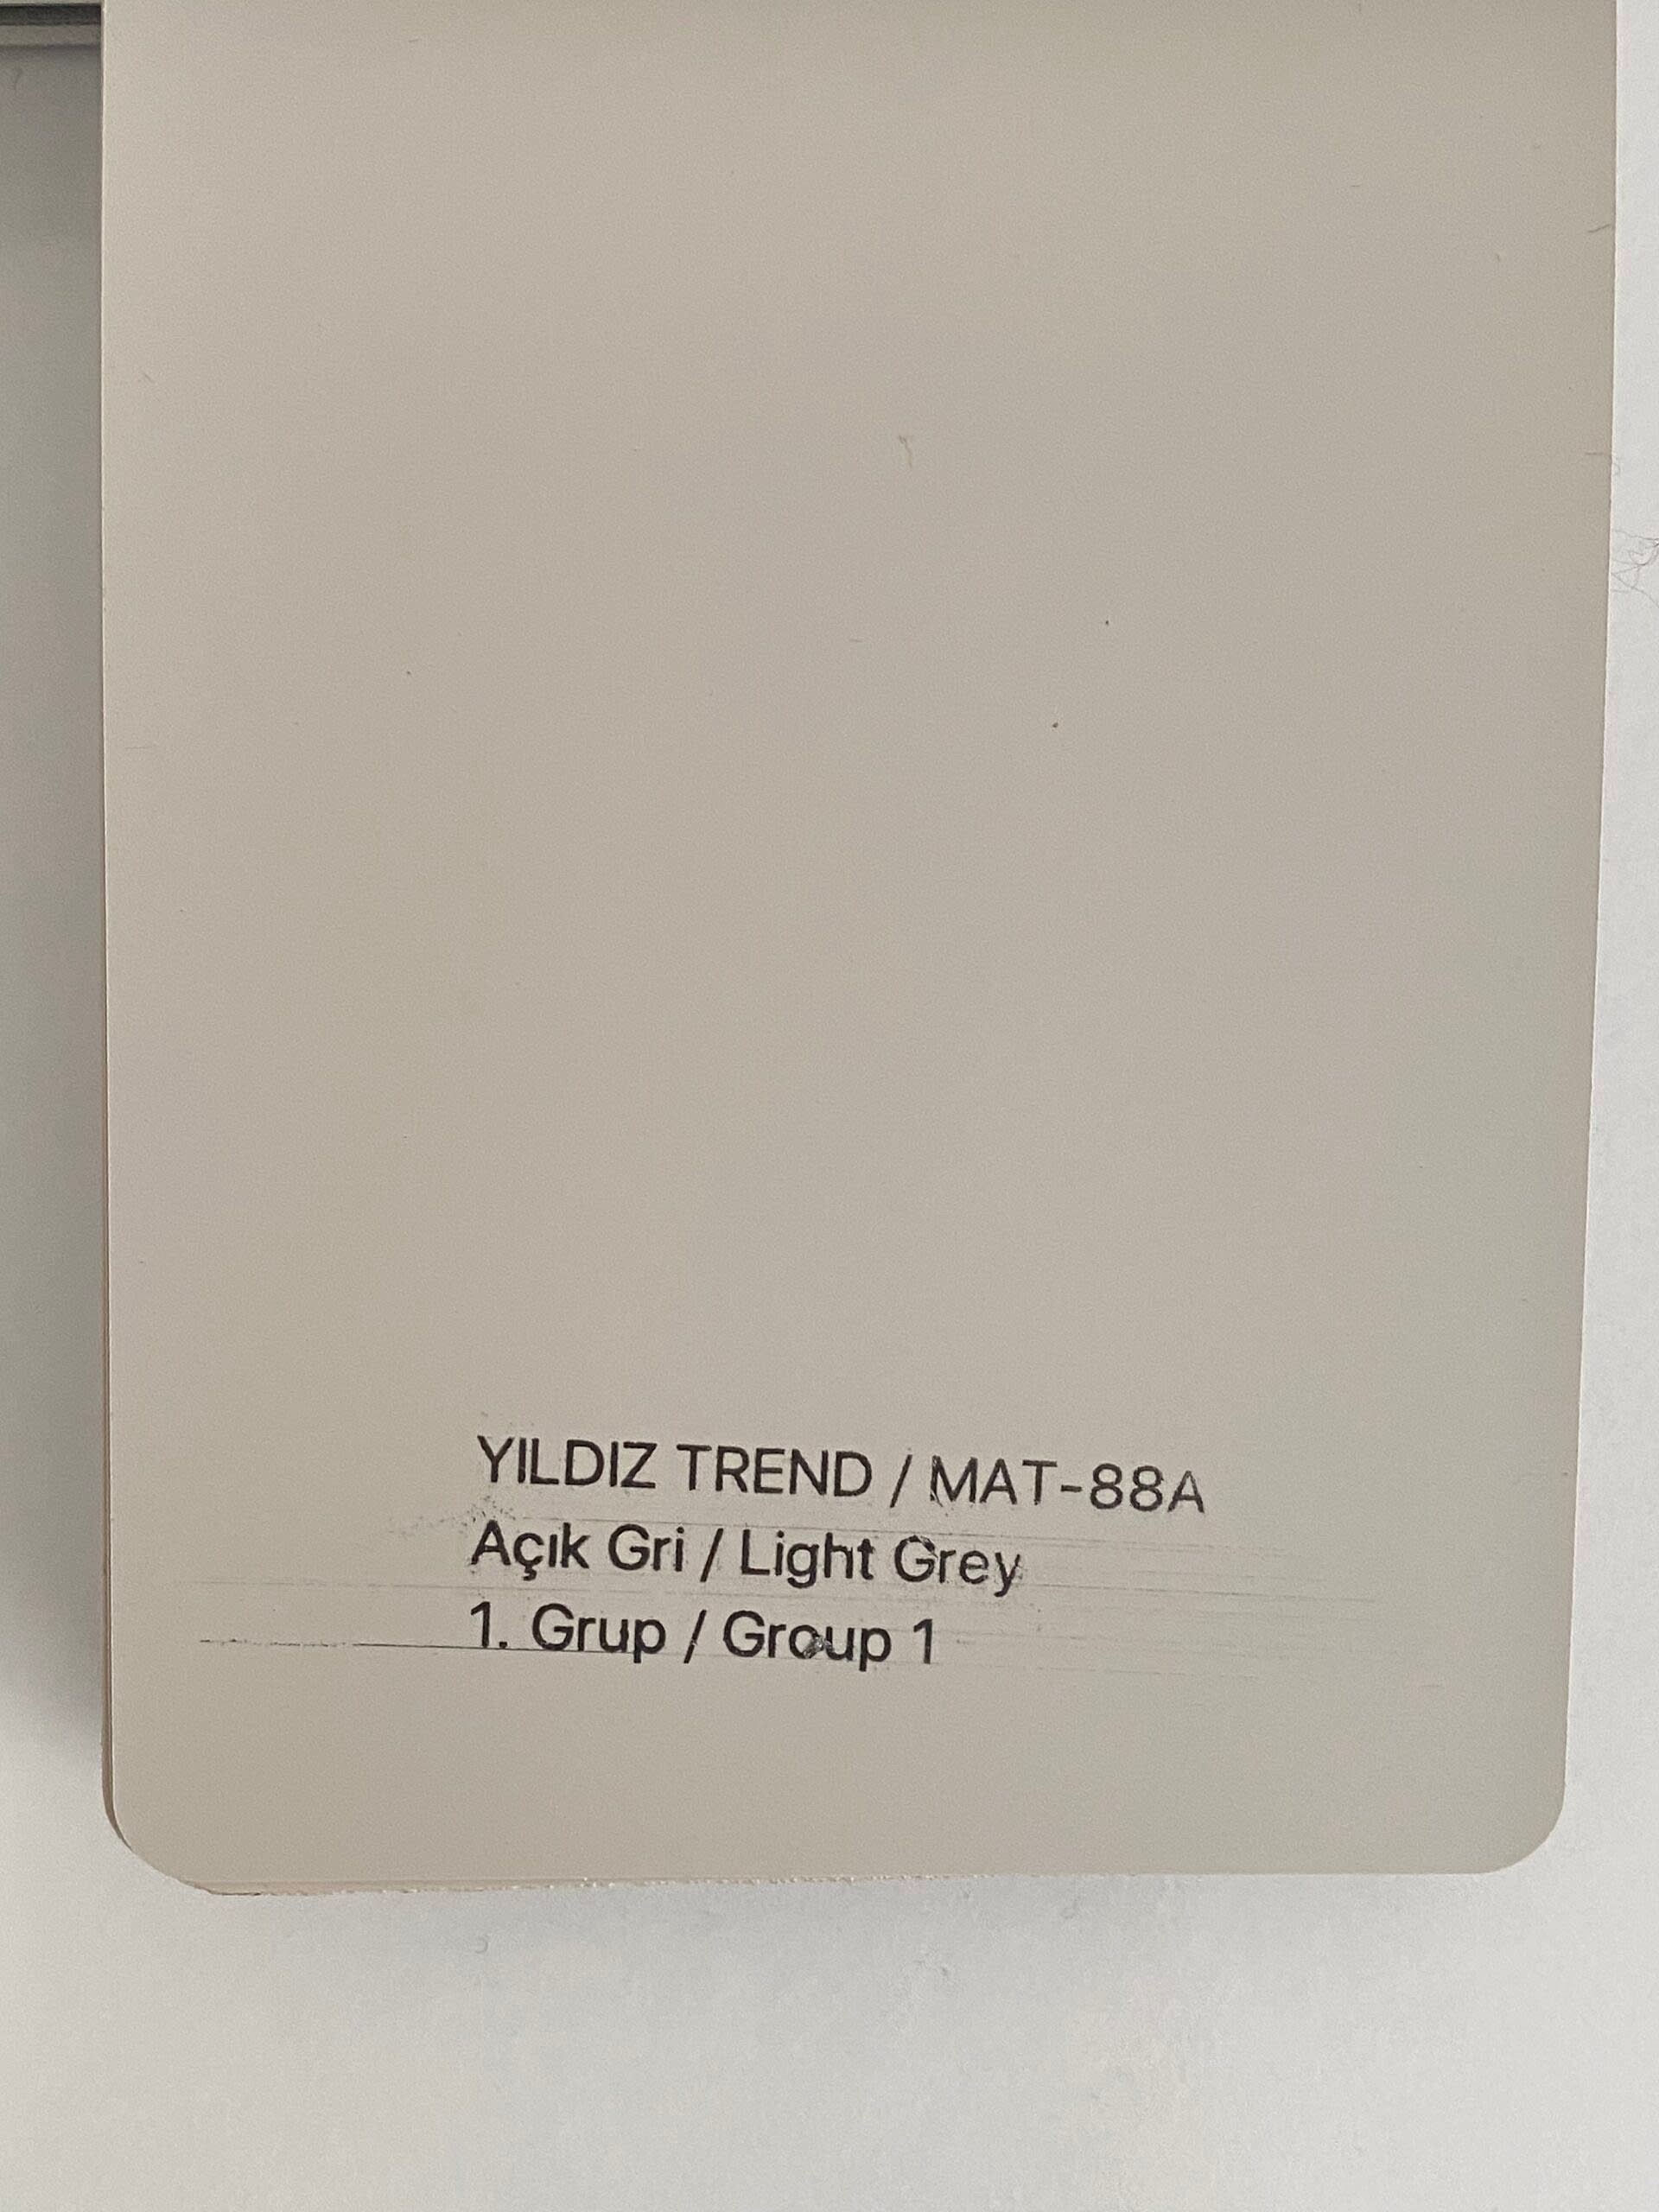 YILDIZ TREND / MAT-88A
Açık Gri / Light Grey
1. Grup / Group 1